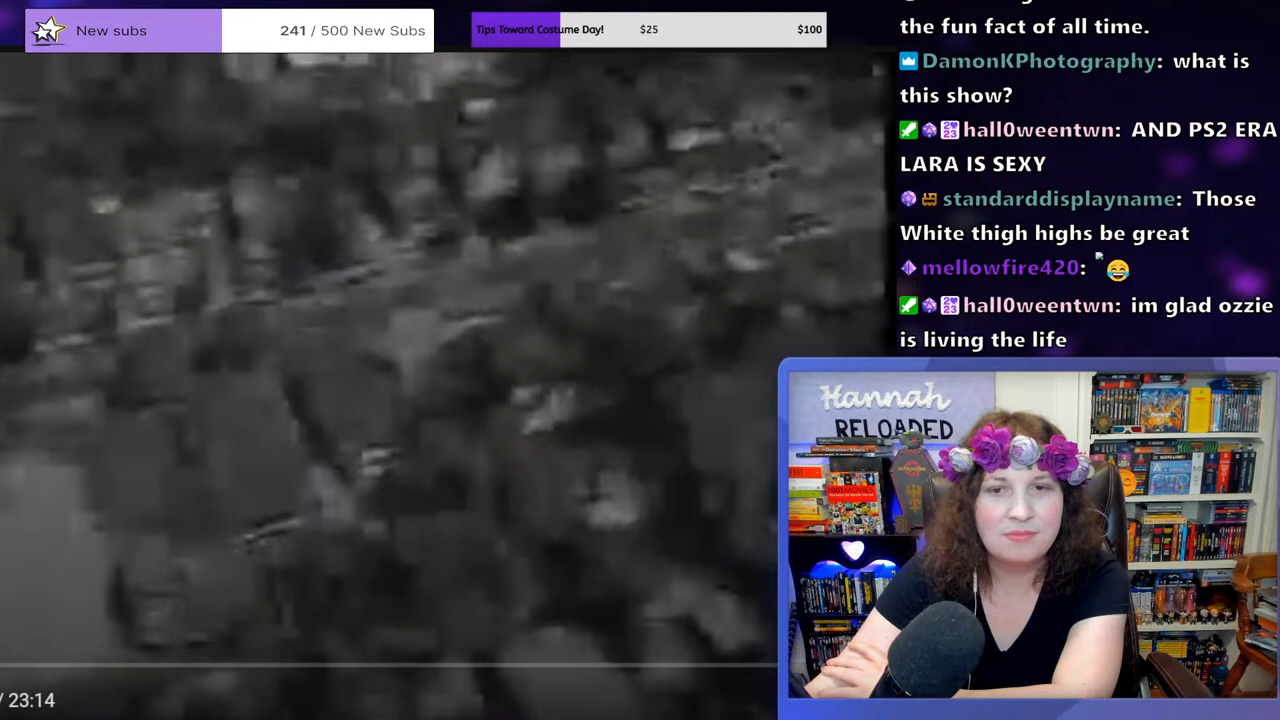 New subs
241 / 500 New Subs
Tips Toward Costume Day!
$25
$100
the fun fact of all time.
DamonKPhotography: what is
this show?
hall0weentwn: AND PS2 ERA
LARA IS SEXY
standarddisplayname: Those
White thigh highs be great
mellowfire420: 😂
hall0weentwn: im glad ozzie
is living the life
Hannah
RELOADED
/ 23:14